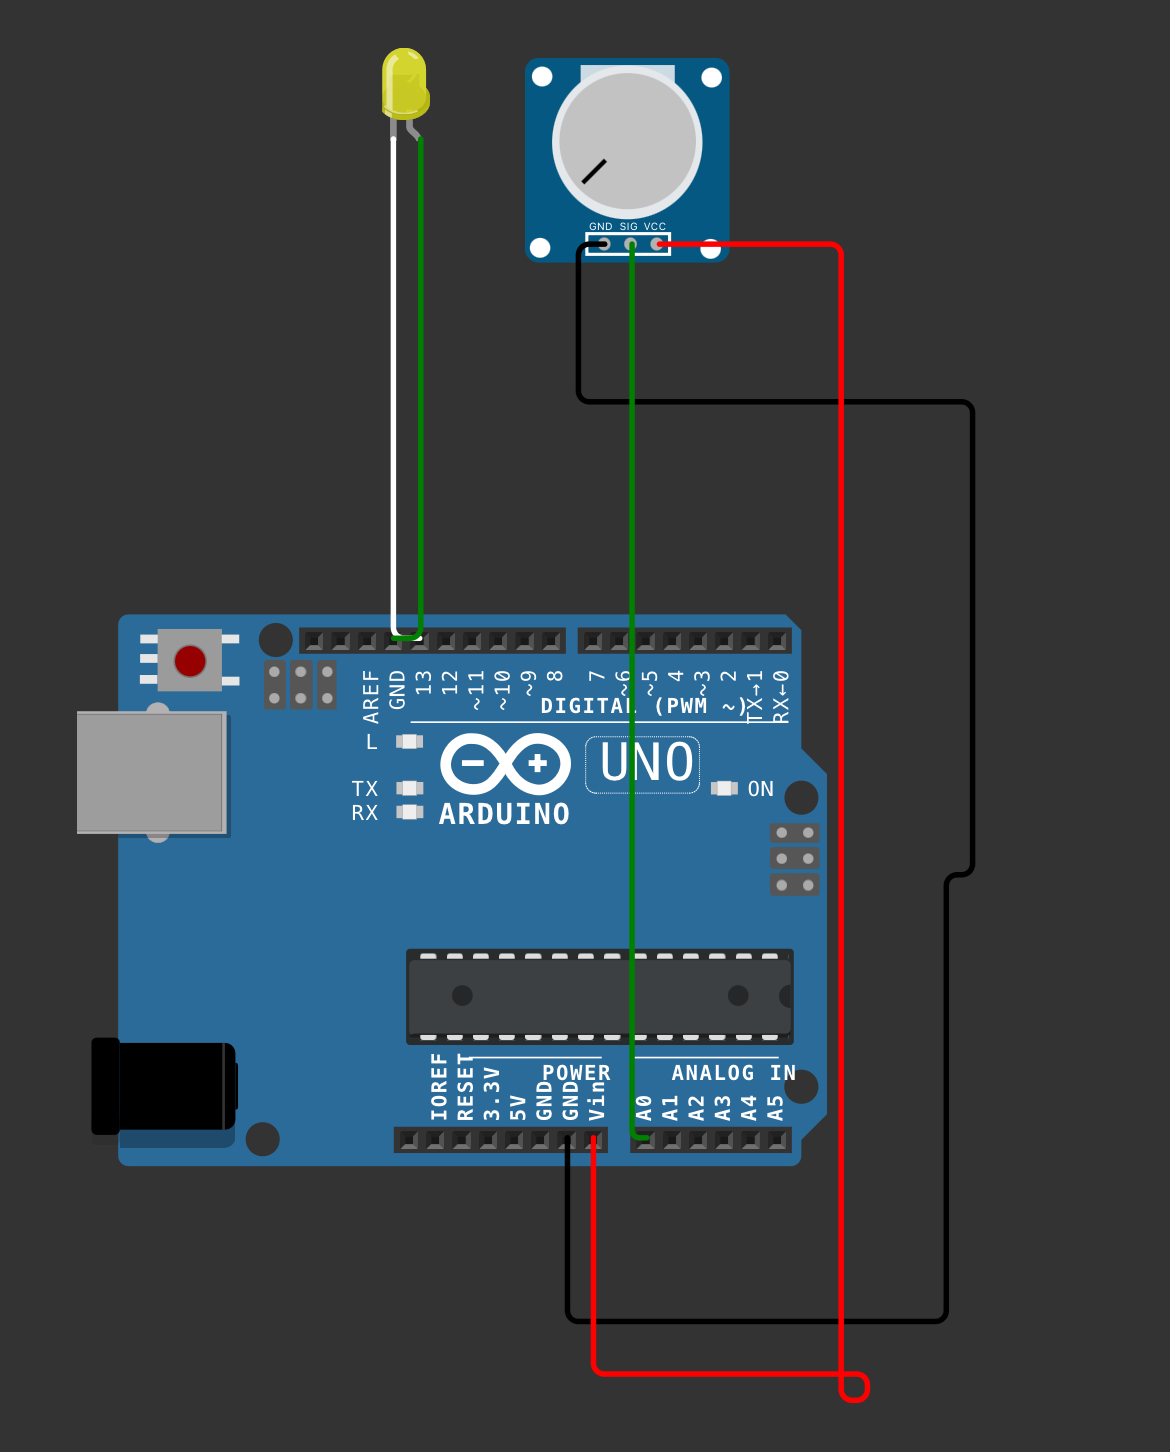 GND SIG VCC
AREF
GND
13
12
~11
~10
~9
8
7
~6
~5
4
~3
2
TX→1
RX←0
DIGITAL (PWM ~)
L
TX
RX
UNO
ON
ARDUINO
IOREF
RESET
3.3V
5V
GND
GND
Vin
POWER
A0
A1
A2
A3
A4
A5
ANALOG IN